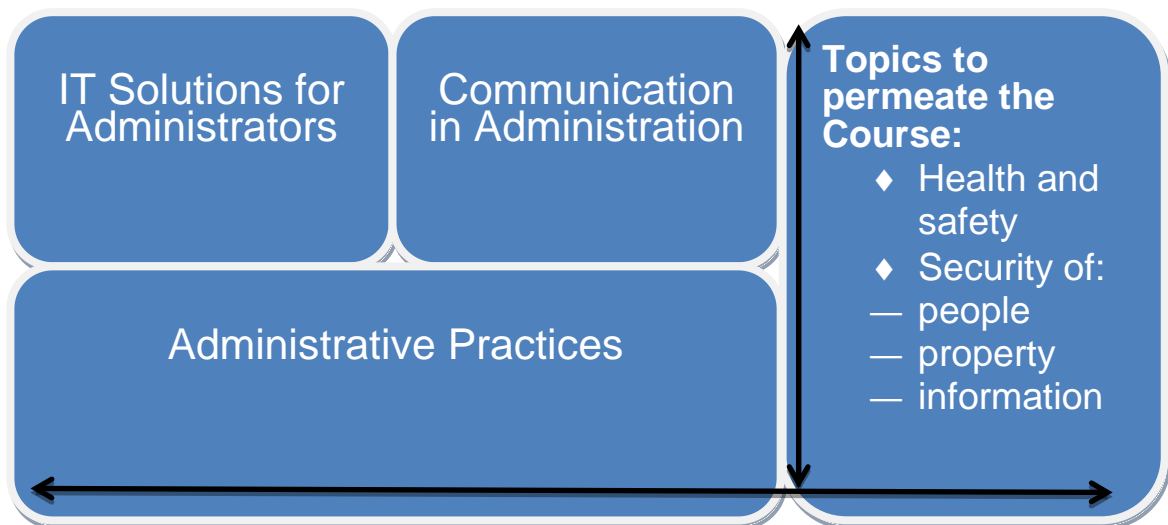 IT Solutions for
Administrators
Communication
in Administration
Administrative Practices
Topics to
permeate the
Course:
♦ Health and
safety
♦ Security of:
— people
— property
— information